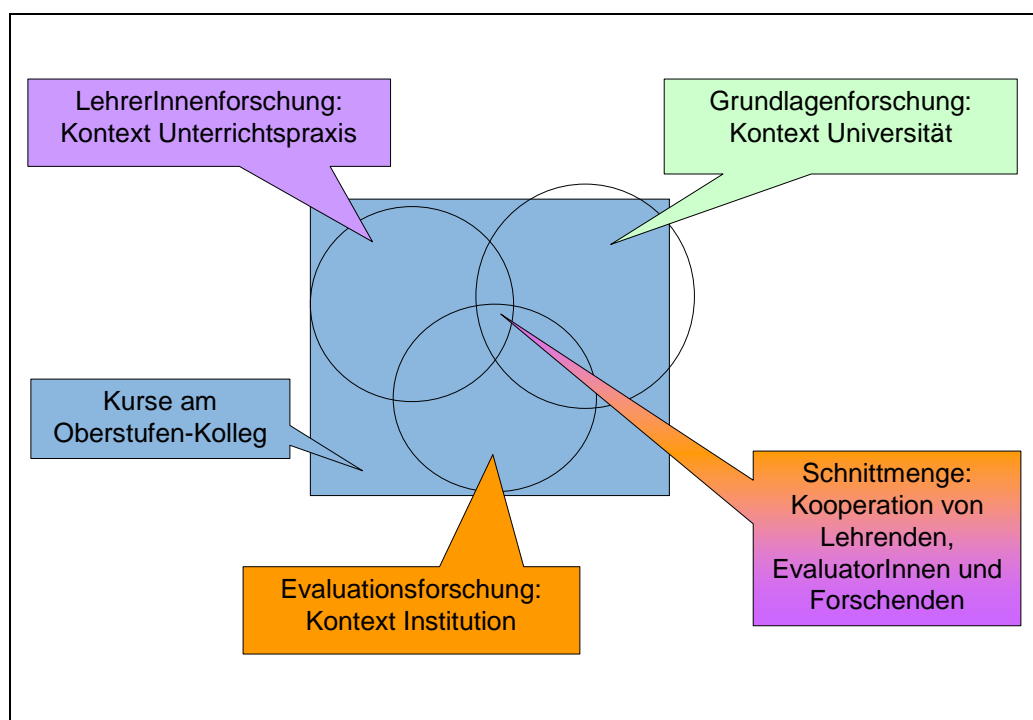 LehrerInnenforschung:
Kontext Unterrichtspraxis
Grundlagenforschung:
Kontext Universität
Kurse am
Oberstufen-Kolleg
Schnittmenge:
Kooperation von
Lehrenden,
EvaluatorInnen und
Forschenden
Evaluationsforschung:
Kontext Institution